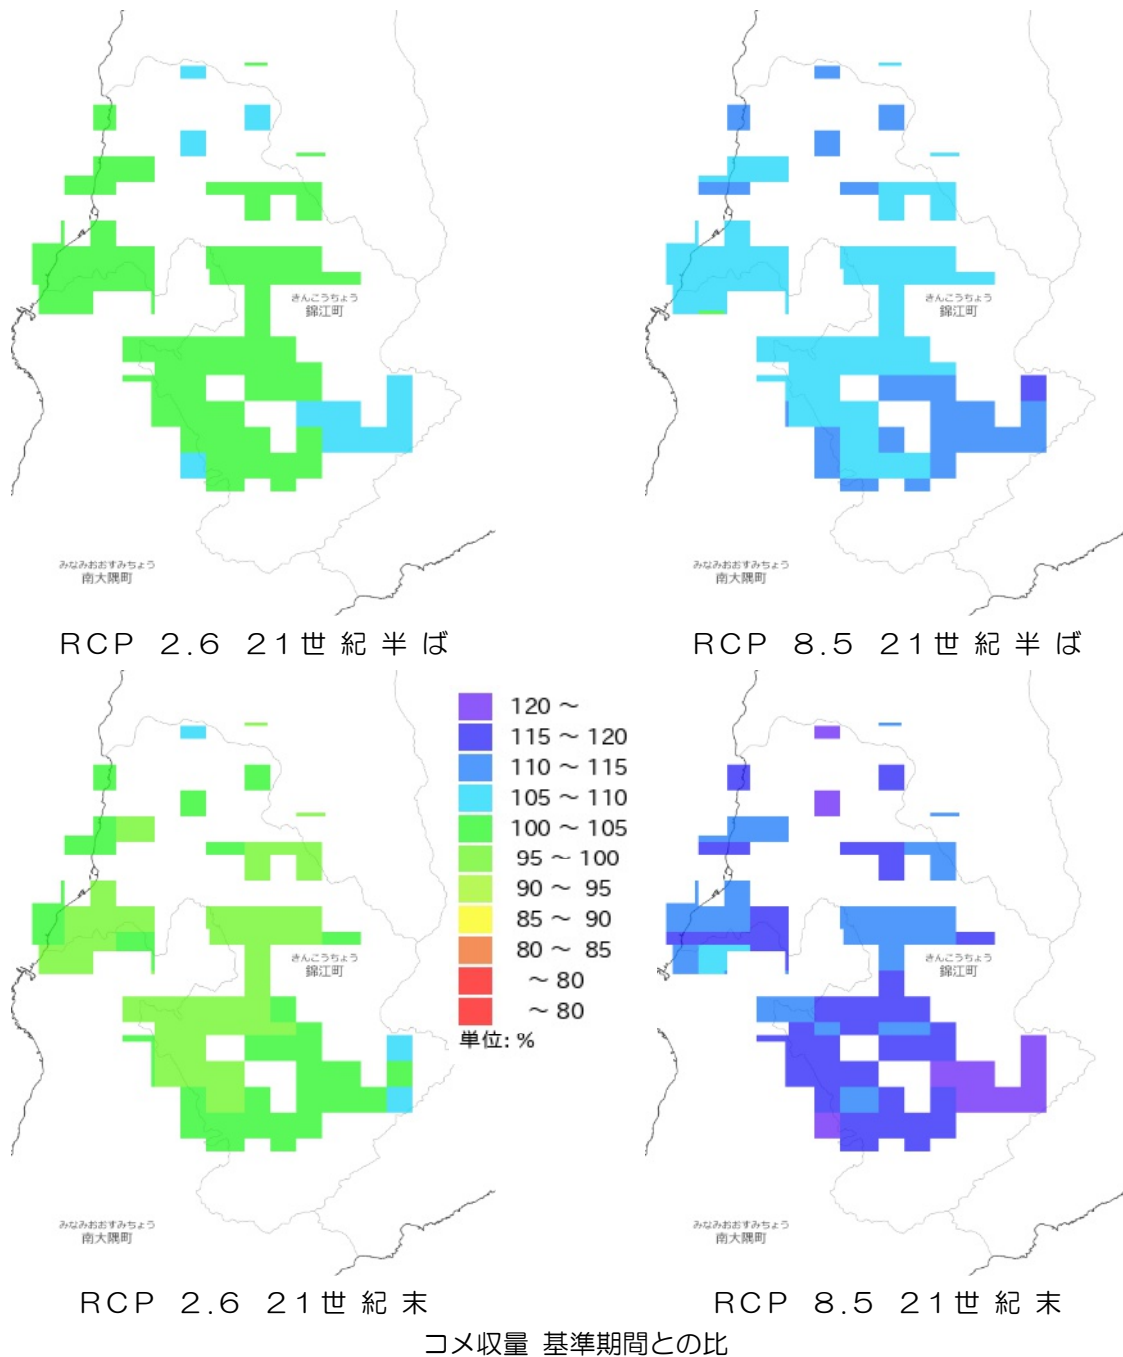 きんこうちょう
錦江町
みなみおおすみちょう
南大隅町
RCP 2.6 21世紀半ば
きんこうちょう
錦江町
みなみおおすみちょう
南大隅町
RCP 8.5 21世紀半ば
120 ~
115 ~ 120
110 ~ 115
105 ~ 110
100 ~ 105
95 ~ 100
90 ~ 95
85 ~ 90
80 ~ 85
~ 80
~ 80
単位: %
きんこうちょう
錦江町
みなみおおすみちょう
南大隅町
RCP 2.6 21世紀末
きんこうちょう
錦江町
みなみおおすみちょう
南大隅町
RCP 8.5 21世紀末
コメ収量 基準期間との比